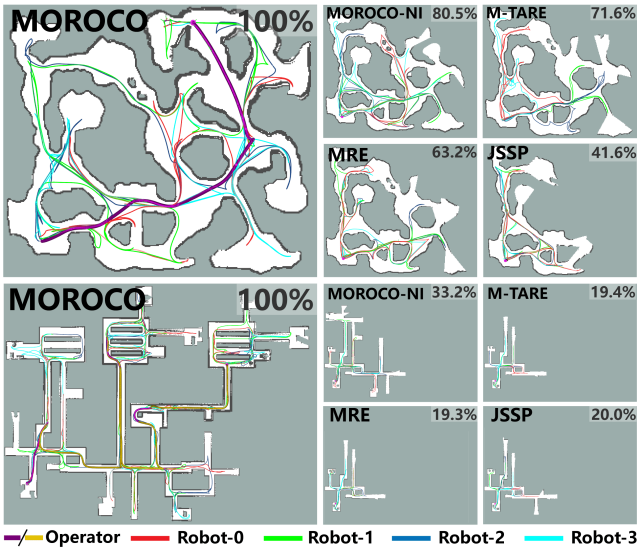 MOROCO 100%
MOROCO-NI 80.5%
M-TARE 71.6%
MRE 63.2%
JSSP 41.6%
MOROCO 100%
MOROCO-NI 33.2%
M-TARE 19.4%
MRE 19.3%
JSSP 20.0%
/ Operator Robot-0 Robot-1 Robot-2 Robot-3